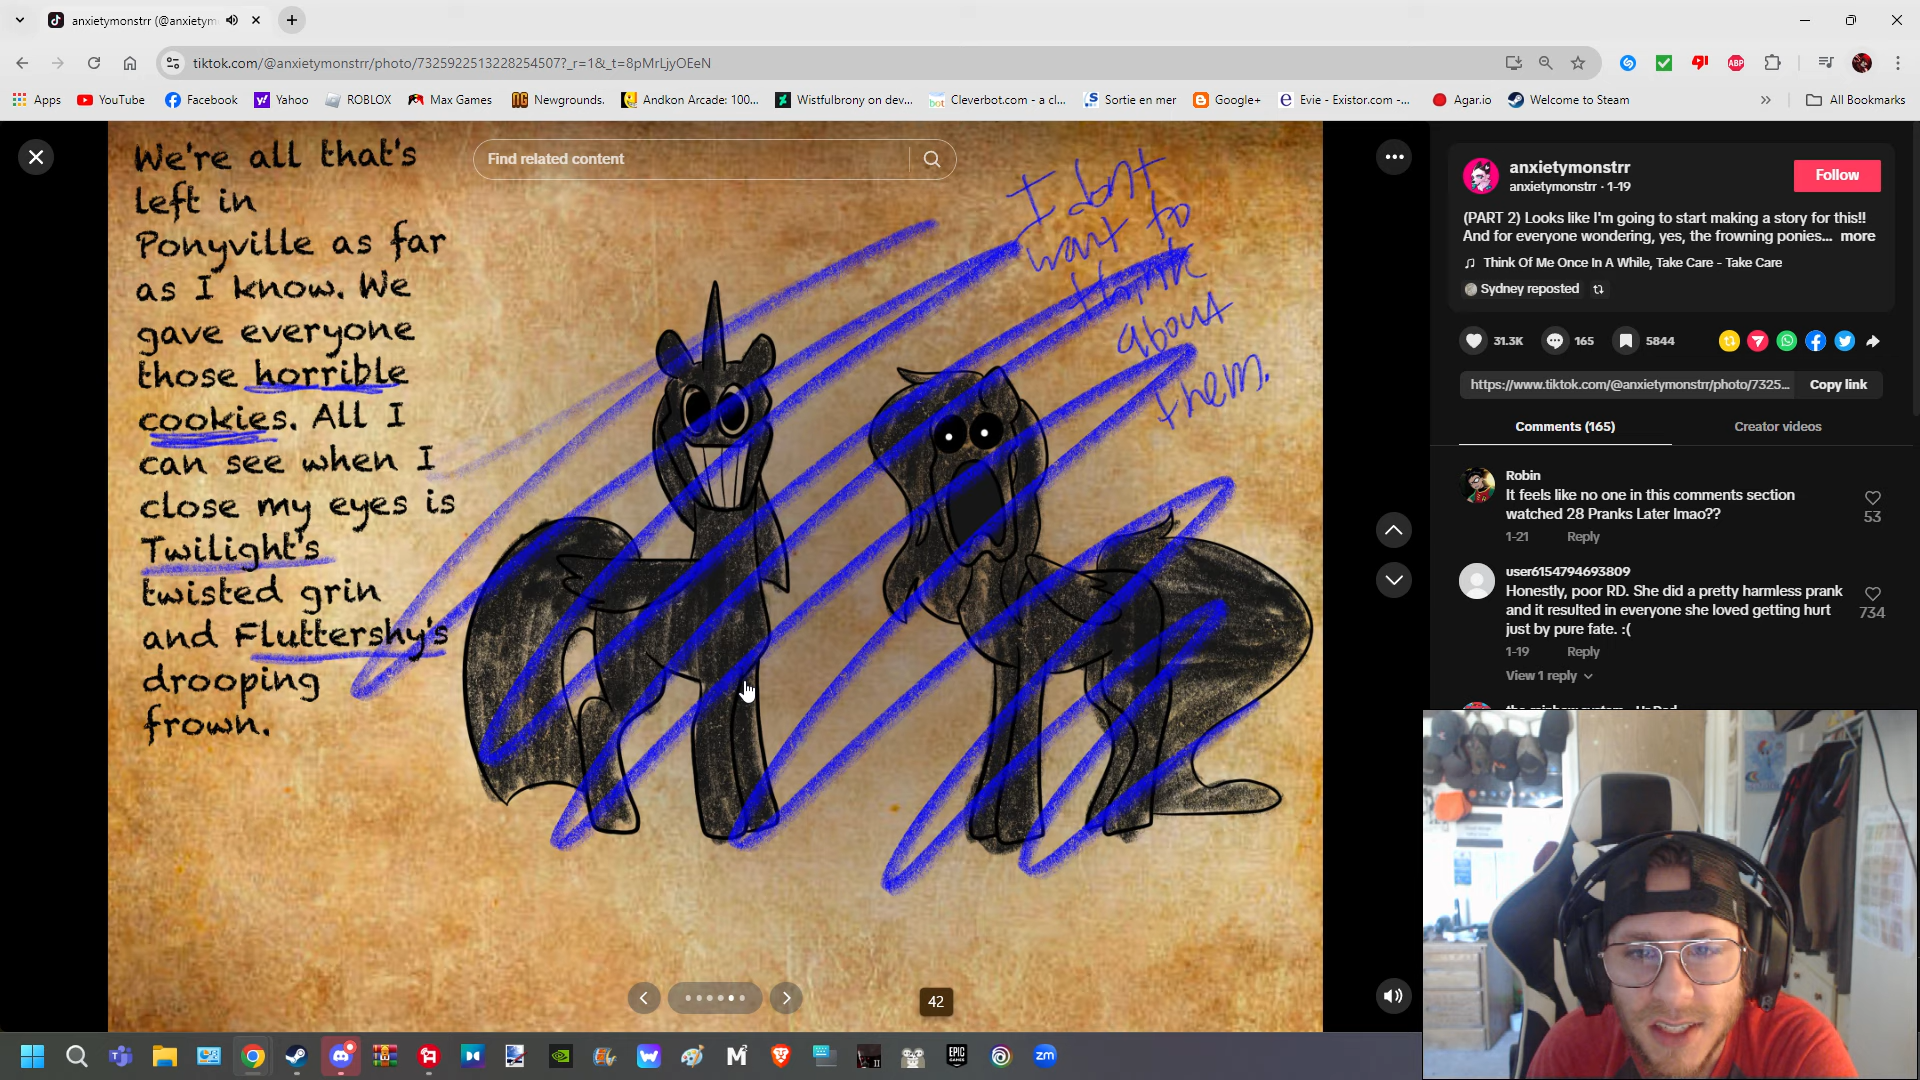 anxietymonstrr (@anxietym
tiktok.com/@anxietymonstrr/photo/7325922513228254507?_r=1&_t=8pMrLjyOEeN
Apps YouTube Facebook Yahoo ROBLOX Max Games Newgrounds. Andkon Arcade: 100... Wistfulbrony on dev... Cleverbot.com - a cl... Sortie en mer Google+ Evie - Existor.com -... Agar.io Welcome to Steam » All Bookmarks
Find related content
We're all that's
left in
Ponyville as far
as I know. We
gave everyone
those horrible
cookies. All I
can see when I
close my eyes is
Twilight's
twisted grin
and Fluttershy's
drooping
frown.
I dont
want to
think
about
them.
42
anxietymonstrr
anxietymonstrr · 1-19
Follow
(PART 2) Looks like I'm going to start making a story for this!!
And for everyone wondering, yes, the frowning ponies... more
Think Of Me Once In A While, Take Care - Take Care
Sydney reposted
31.3K 165 5844
https://www.tiktok.com/@anxietymonstrr/photo/7325... Copy link
Comments (165) Creator videos
Robin
It feels like no one in this comments section
watched 28 Pranks Later lmao??
53
1-21 Reply
user6154794693809
Honestly, poor RD. She did a pretty harmless prank
and it resulted in everyone she loved getting hurt
just by pure fate. :(
734
1-19 Reply
View 1 reply
ABP
EPIC
GAMES
zm